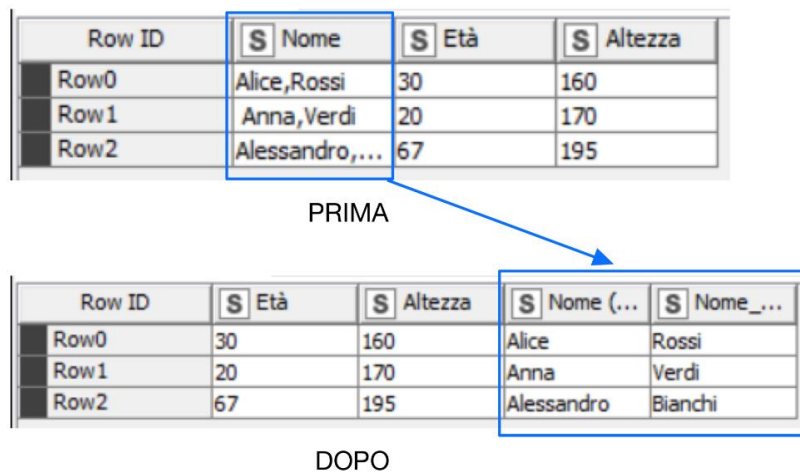 Row ID S Nome S Età S Altezza
Row0 Alice,Rossi 30 160
Row1 Anna,Verdi 20 170
Row2 Alessandro,... 67 195
PRIMA
Row ID S Età S Altezza S Nome (... S Nome_...
Row0 30 160 Alice Rossi
Row1 20 170 Anna Verdi
Row2 67 195 Alessandro Bianchi
DOPO